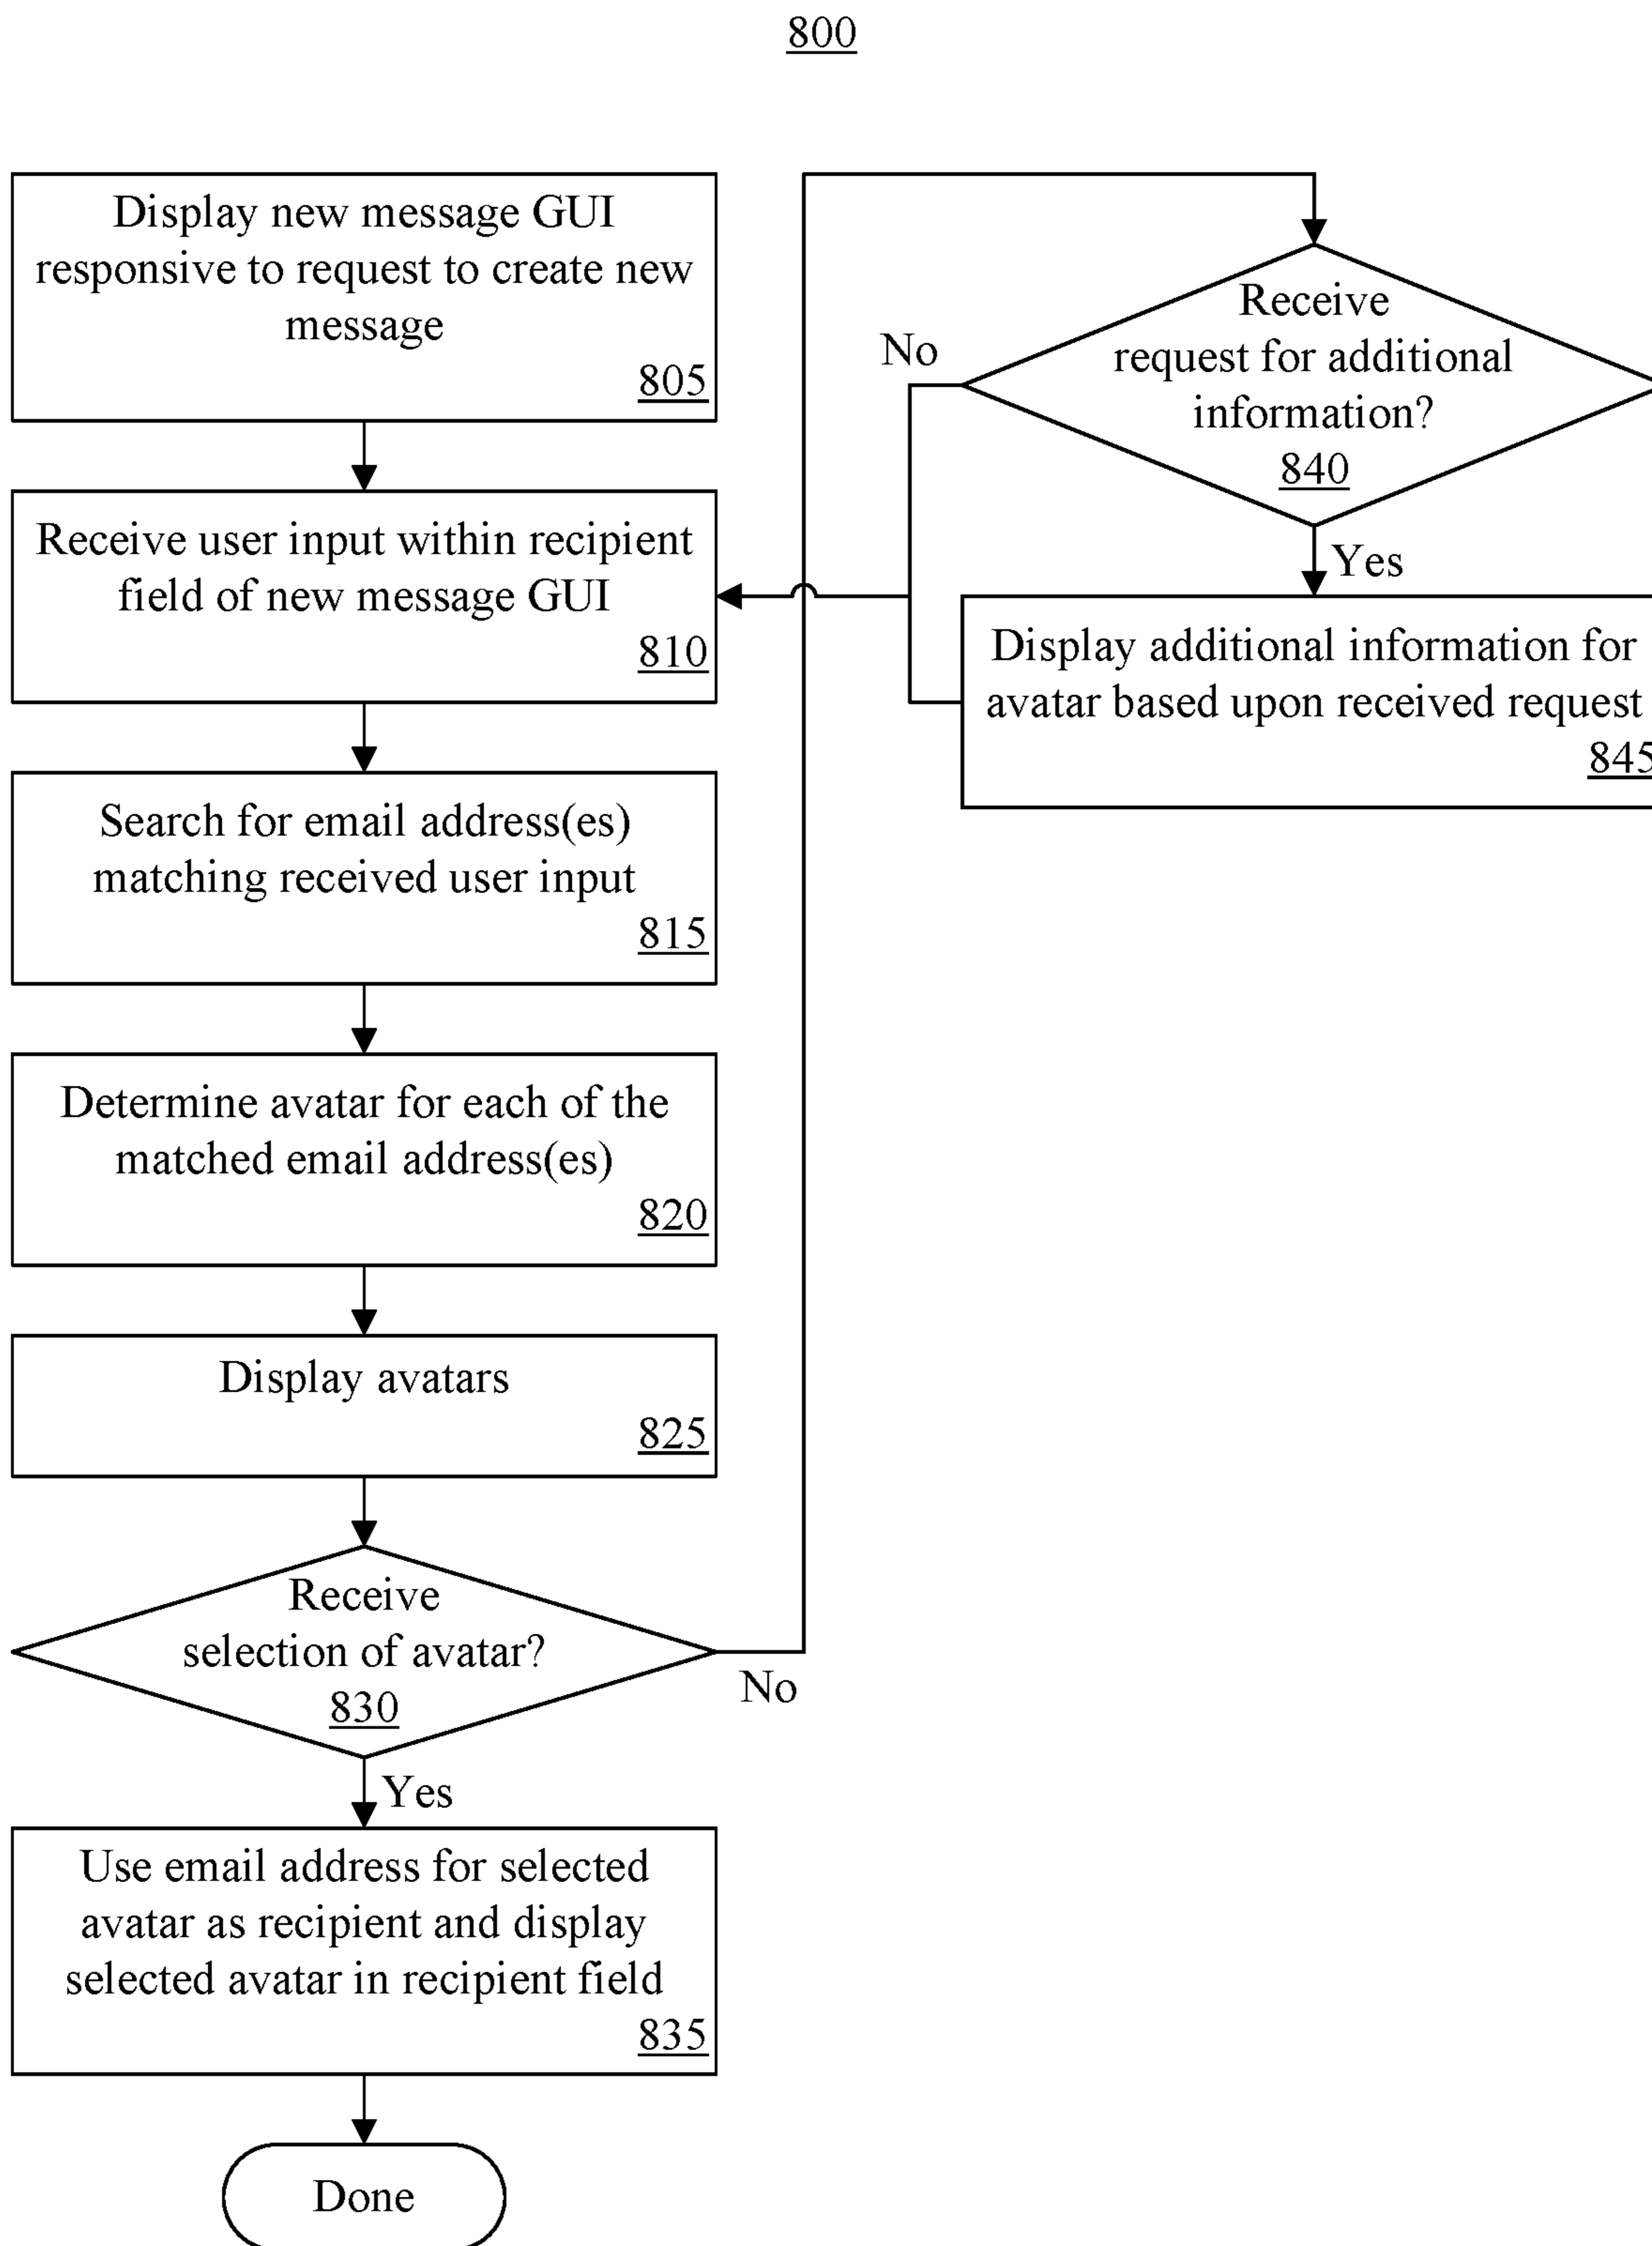 800
Display new message GUI
responsive to request to create new
message
805
Receive user input within recipient
field of new message GUI
810
Search for email address(es)
matching received user input
815
Determine avatar for each of the
matched email address(es)
820
Display avatars
825
Receive
selection of avatar?
830
No
Yes
Use email address for selected
avatar as recipient and display
selected avatar in recipient field
835
Done
Receive
request for additional
information?
840
No
Yes
Display additional information for
avatar based upon received request
845